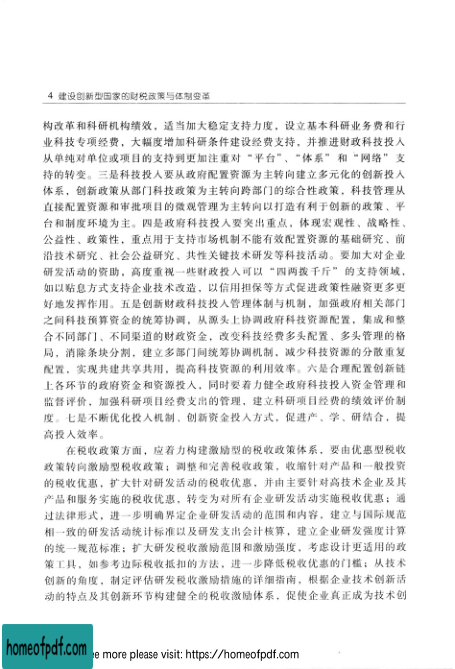 4 建设创新型国家的财税政策与体制变革
构改革和科研机构绩效，适当加大稳定支持力度，设立基本科研业务费和行
业科技专项经费，大幅度增加科研条件建设经费支持，并推进财政科技投入
从单纯对单位或项目的支持到更加注重对“平台”、“体系”和“网络”支
持的转变。三是科技投入要从政府配置资源为主转向建立多元化的创新投入
体系，创新政策从部门科技政策为主转向跨部门的综合性政策，科技管理从
直接配置资源和审批项目的微观管理为主转向以打造有利于创新的政策、平
台和制度环境为主。四是政府科技投入要突出重点，体现宏观性、战略性、
公益性、政策性，重点用于支持市场机制不能有效配置资源的基础研究、前
沿技术研究、社会公益研究、共性关键技术研发等科技活动。要加大对企业
研发活动的资助，高度重视一些财政投入可以“四两拨千斤”的支持领域，
如以贴息方式支持企业技术改造，以信用担保等方式促进政策性融资更多更
好地发挥作用。五是创新财政科技投入管理体制与机制，加强政府相关部门
之间科技预算资金的统筹协调，从源头上协调政府科技资源配置，集成和整
合不同部门、不同渠道的财政资金，改变科技经费多头配置、多头管理的格
局，消除条块分割，建立多部门间统筹协调机制，减少科技资源的分散重复
配置，实现共建共享共用，提高科技资源的利用效率。六是合理配置创新链
上各环节的政府资金和资源投入，同时要着力健全政府科技投入资金管理和
监督评价，加强科研项目经费支出的管理，建立科研项目经费的绩效评价制
度。七是不断优化投入机制、创新资金投入方式，促进产、学、研结合，提
高投入效率。
在税收政策方面，应着力构建激励型的税收政策体系，要由优惠型税收
政策转向激励型税收政策；调整和完善税收政策，收缩针对产品和一般投资
的税收优惠，扩大针对研发活动的税收优惠，并由主要针对高技术企业及其
产品和服务实施的税收优惠，转变为对所有企业研发活动实施税收优惠；通
过法律形式，进一步明确界定企业研发活动的范围和内容，建立与国际规范
相一致的研发活动统计标准以及研发支出会计核算，建立企业研发强度计算
的统一规范标准；扩大研发税收激励范围和激励强度，考虑设计更适用的政
策工具，如参考边际税收抵扣的方法，进一步降低税收优惠的门槛；从技术
创新的角度，制定评估研发税收激励措施的详细指南，根据企业技术创新活
动的特点及其创新环节构建健全的税收激励体系，促使企业真正成为技术创
homeofpdf.com
e more please visit: https://homeofpdf.com